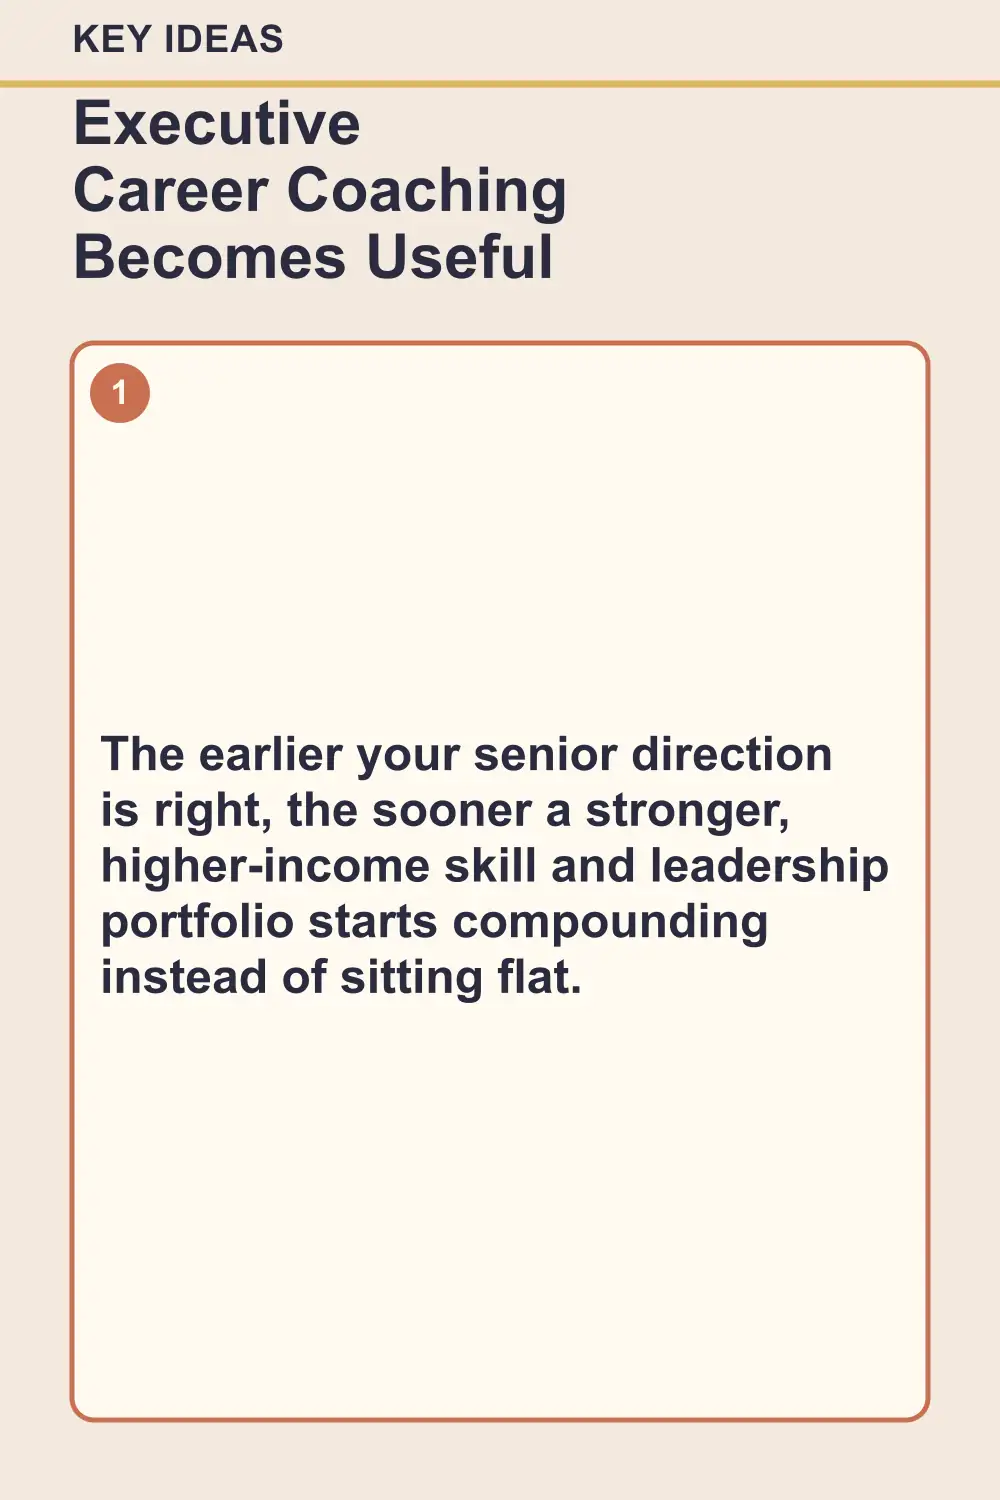 KEY IDEAS
Executive
Career Coaching
Becomes Useful
1
The earlier your senior direction
is right, the sooner a stronger,
higher-income skill and leadership
portfolio starts compounding
instead of sitting flat.